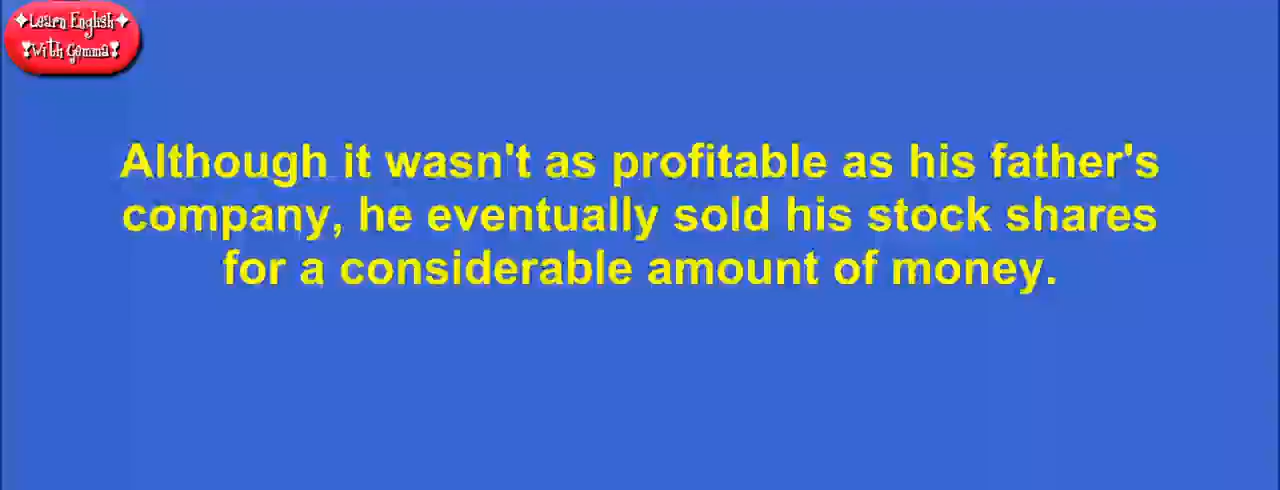 Learn English
With Gemma
Although it wasn't as profitable as his father's
company, he eventually sold his stock shares
for a considerable amount of money.